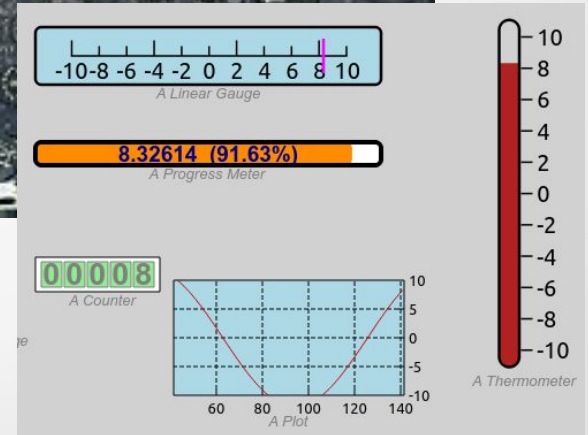 -10 -8 -6 -4 -2 0 2 4 6 8 10
A Linear Gauge
8.32614 (91.63%)
A Progress Meter
00008
A Counter
10
5
0
-5
-10
60 80 100 120 140
A Plot
10
8
6
4
2
0
-2
-4
-6
-8
-10
A Thermometer